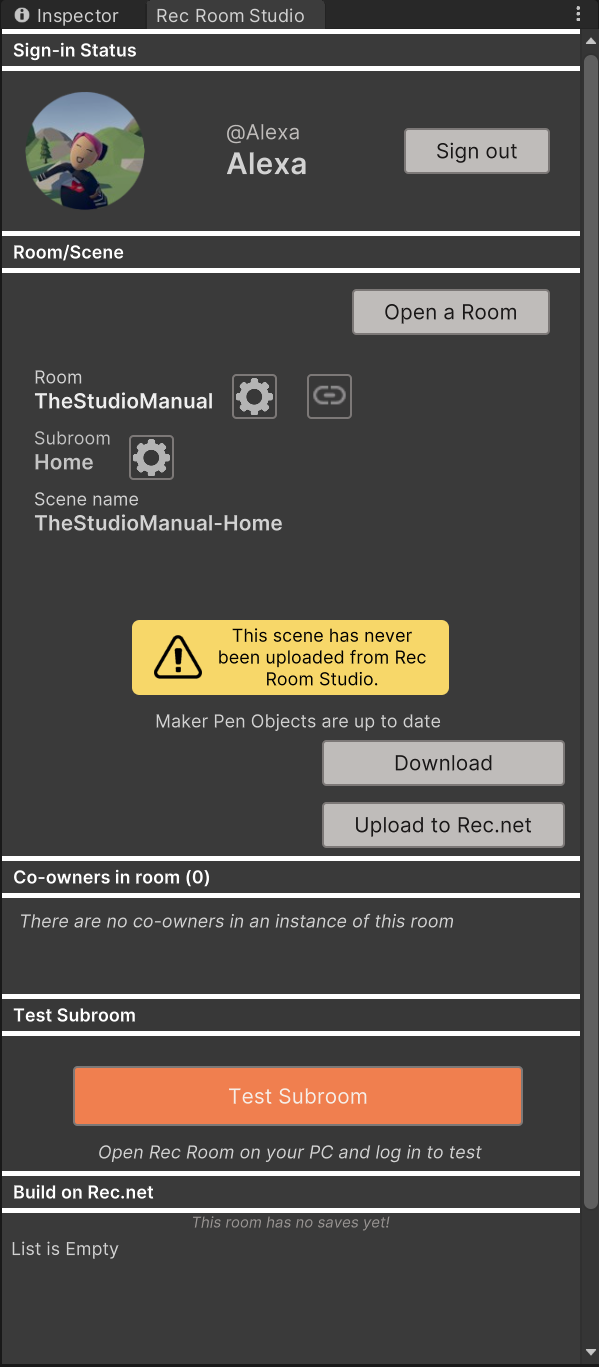 Inspector
Rec Room Studio
Sign-in Status
@Alexa
Alexa
Sign out
Room/Scene
Open a Room
Room
TheStudioManual
Subroom
Home
Scene name
TheStudioManual-Home
This scene has never
been uploaded from Rec
Room Studio.
Maker Pen Objects are up to date
Download
Upload to Rec.net
Co-owners in room (0)
There are no co-owners in an instance of this room
Test Subroom
Test Subroom
Open Rec Room on your PC and log in to test
Build on Rec.net
This room has no saves yet!
List is Empty